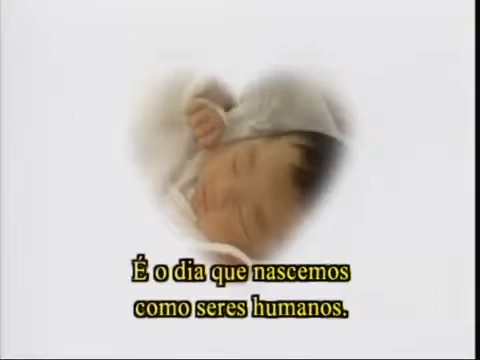 É o dia que nascemos
como seres humanos.